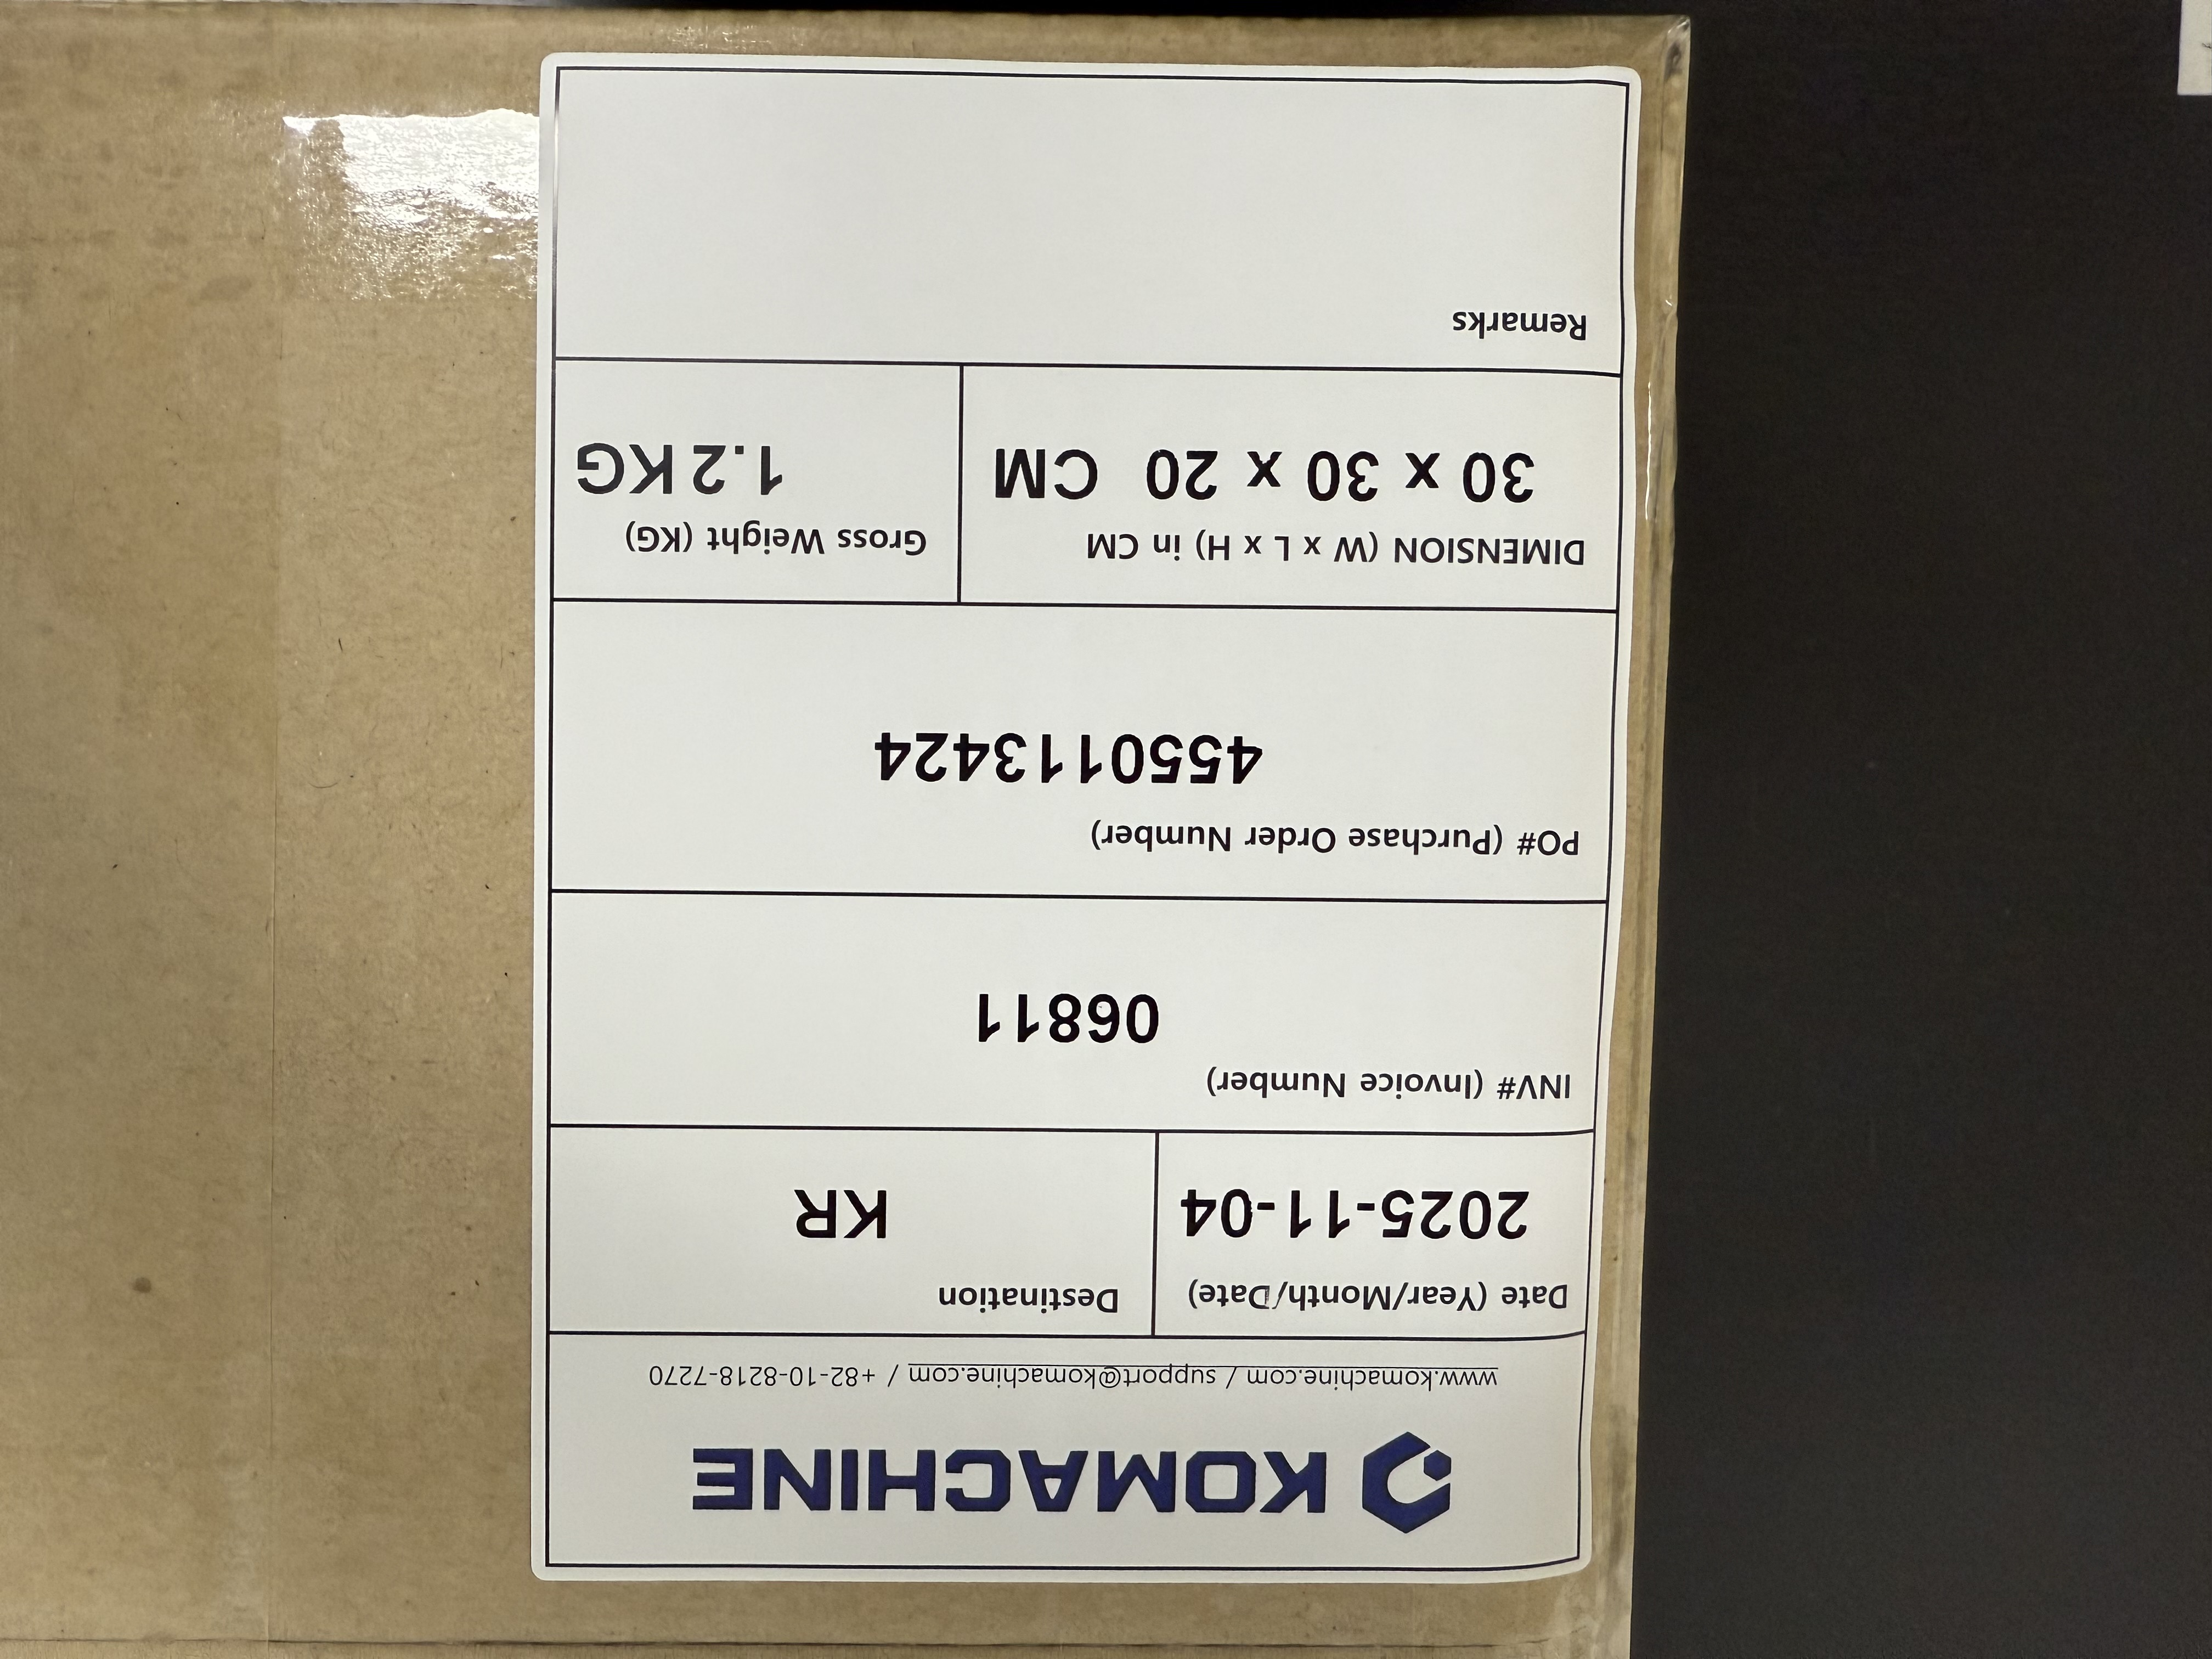 KOMACHINE
www.komachine.com / support@komachine.com / +82-10-8218-7270
Date (Year/Month/Date)
2025-11-04
Destination
KR
INV# (Invoice Number)
06811
PO# (Purchase Order Number)
4550113424
DIMENSION (W x L x H) in CM
30 x 30 x 20 CM
Gross Weight (KG)
1.2 KG
Remarks